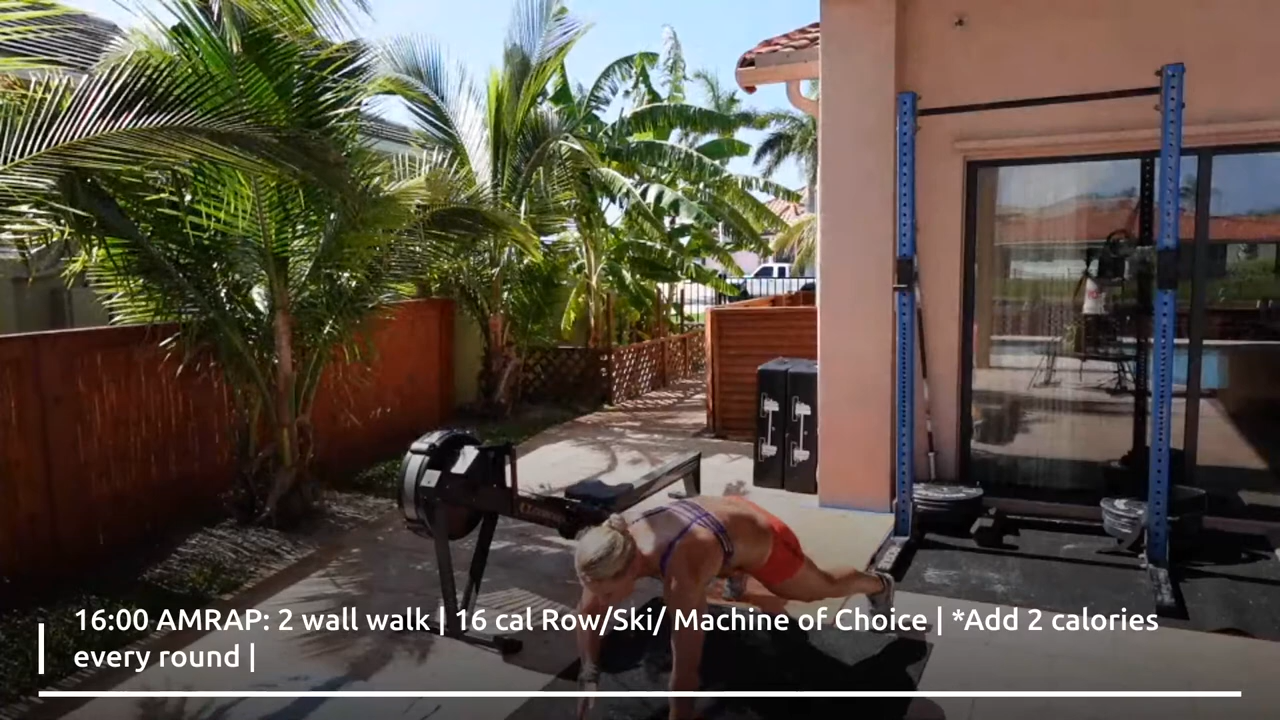 16:00 AMRAP: 2 wall walk | 16 cal Row/Ski/ Machine of Choice | *Add 2 calories
every round |